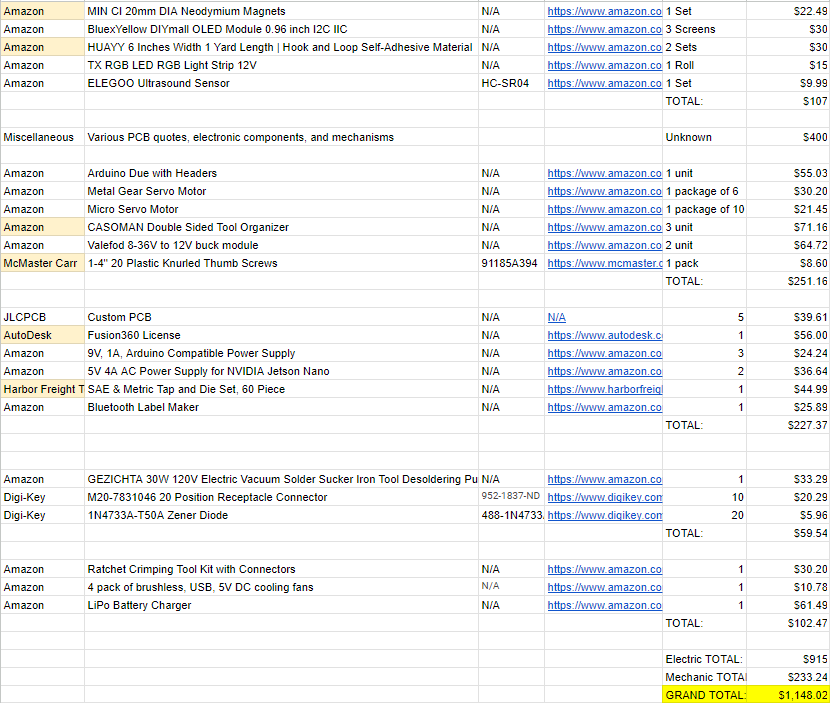 Amazon MIN CI 20mm DIA Neodymium Magnets N/A https://www.amazon.co 1 Set $22.49
Amazon BluexYellow DIYmall OLED Module 0.96 inch I2C IIC N/A https://www.amazon.co 3 Screens $30
Amazon HUAYY 6 Inches Width 1 Yard Length | Hook and Loop Self-Adhesive Material N/A https://www.amazon.co 2 Sets $30
Amazon TX RGB LED RGB Light Strip 12V N/A https://www.amazon.co 1 Roll $15
Amazon ELEGOO Ultrasound Sensor HC-SR04 https://www.amazon.co 1 Set $9.99
TOTAL: $107
Miscellaneous Various PCB quotes, electronic components, and mechanisms Unknown $400
Amazon Arduino Due with Headers N/A https://www.amazon.co 1 unit $55.03
Amazon Metal Gear Servo Motor N/A https://www.amazon.co 1 package of 6 $30.20
Amazon Micro Servo Motor N/A https://www.amazon.co 1 package of 10 $21.45
Amazon CASOMAN Double Sided Tool Organizer N/A https://www.amazon.co 3 unit $71.16
Amazon Valefod 8-36V to 12V buck module N/A https://www.amazon.co 2 unit $64.72
McMaster Carr 1-4" 20 Plastic Knurled Thumb Screws 91185A394 https://www.mcmaster.c 1 pack $8.60
TOTAL: $251.16
JLCPCB Custom PCB N/A N/A 5 $39.61
AutoDesk Fusion360 License N/A https://www.autodesk.c 1 $56.00
Amazon 9V, 1A, Arduino Compatible Power Supply N/A https://www.amazon.co 3 $24.24
Amazon 5V 4A AC Power Supply for NVIDIA Jetson Nano N/A https://www.amazon.co 2 $36.64
Harbor Freight T SAE & Metric Tap and Die Set, 60 Piece N/A https://www.harborfreigl 1 $44.99
Amazon Bluetooth Label Maker N/A https://www.amazon.co 1 $25.89
TOTAL: $227.37
Amazon GEZICHTA 30W 120V Electric Vacuum Solder Sucker Iron Tool Desoldering Pu N/A https://www.amazon.co 1 $33.29
Digi-Key M20-7831046 20 Position Receptacle Connector 952-1837-ND https://www.digikey.com 10 $20.29
Digi-Key 1N4733A-T50A Zener Diode 488-1N4733 https://www.digikey.com 20 $5.96
TOTAL: $59.54
Amazon Ratchet Crimping Tool Kit with Connectors N/A https://www.amazon.co 1 $30.20
Amazon 4 pack of brushless, USB, 5V DC cooling fans N/A https://www.amazon.co 1 $10.78
Amazon LiPo Battery Charger N/A https://www.amazon.co 1 $61.49
TOTAL: $102.47
Electric TOTAL: $915
Mechanic TOTA $233.24
GRAND TOTAL: $1,148.02